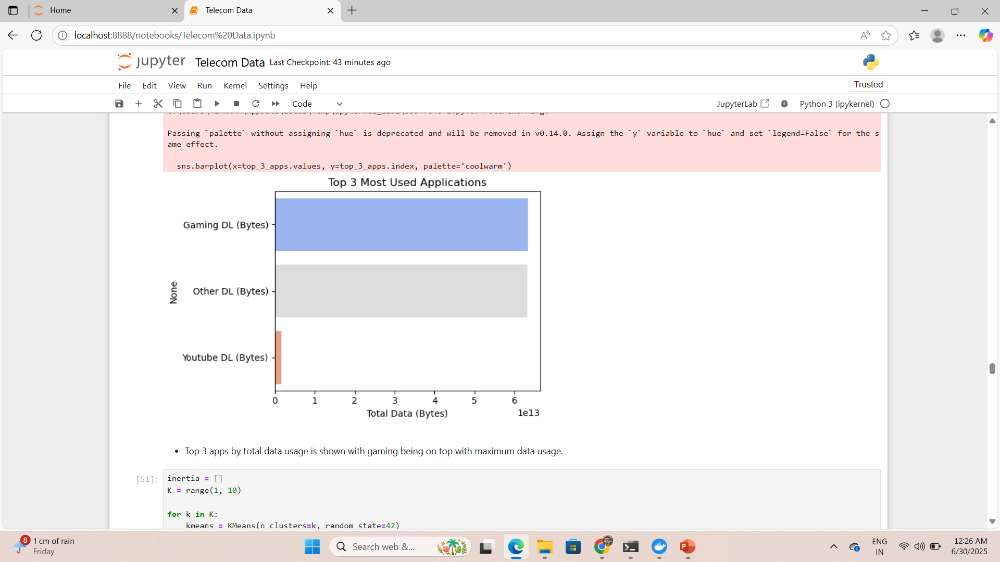 Home
Telecom Data
localhost:8888/notebooks/Telecom%20Data.ipynb
jupyter Telecom Data Last Checkpoint: 43 minutes ago
File Edit View Run Kernel Settings Help
Trusted
Code
JupyterLab
Python 3 (ipykernel)
Passing `palette` without assigning `hue` is deprecated and will be removed in v0.14.0. Assign the `y` variable to `hue` and set `legend=False` for the s
ame effect.
sns.barplot(x=top_3_apps.values, y=top_3_apps.index, palette='coolwarm')
Top 3 Most Used Applications
Gaming DL (Bytes)
Other DL (Bytes)
Youtube DL (Bytes)
None
0 1 2 3 4 5 6
Total Data (Bytes)
1e13
• Top 3 apps by total data usage is shown with gaming being on top with maximum data usage.
[51]:
inertia = []
K = range(1, 10)
for k in K:
kmeans = KMeans(n_clusters=k, random_state=42)
8
1 cm of rain
Friday
Search web &...
ENG
IN
12:26 AM
6/30/2025